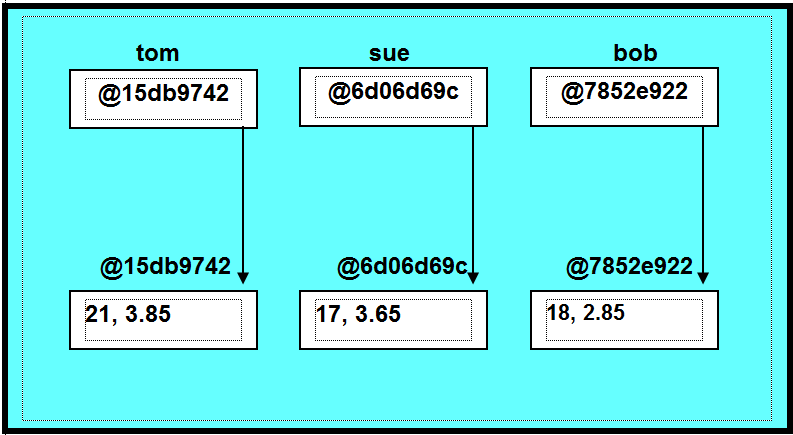 tom sue bob
@15db9742 @6d06d69c @7852e922
@15db9742 @6d06d69c @7852e922
21, 3.85 17, 3.65 18, 2.85